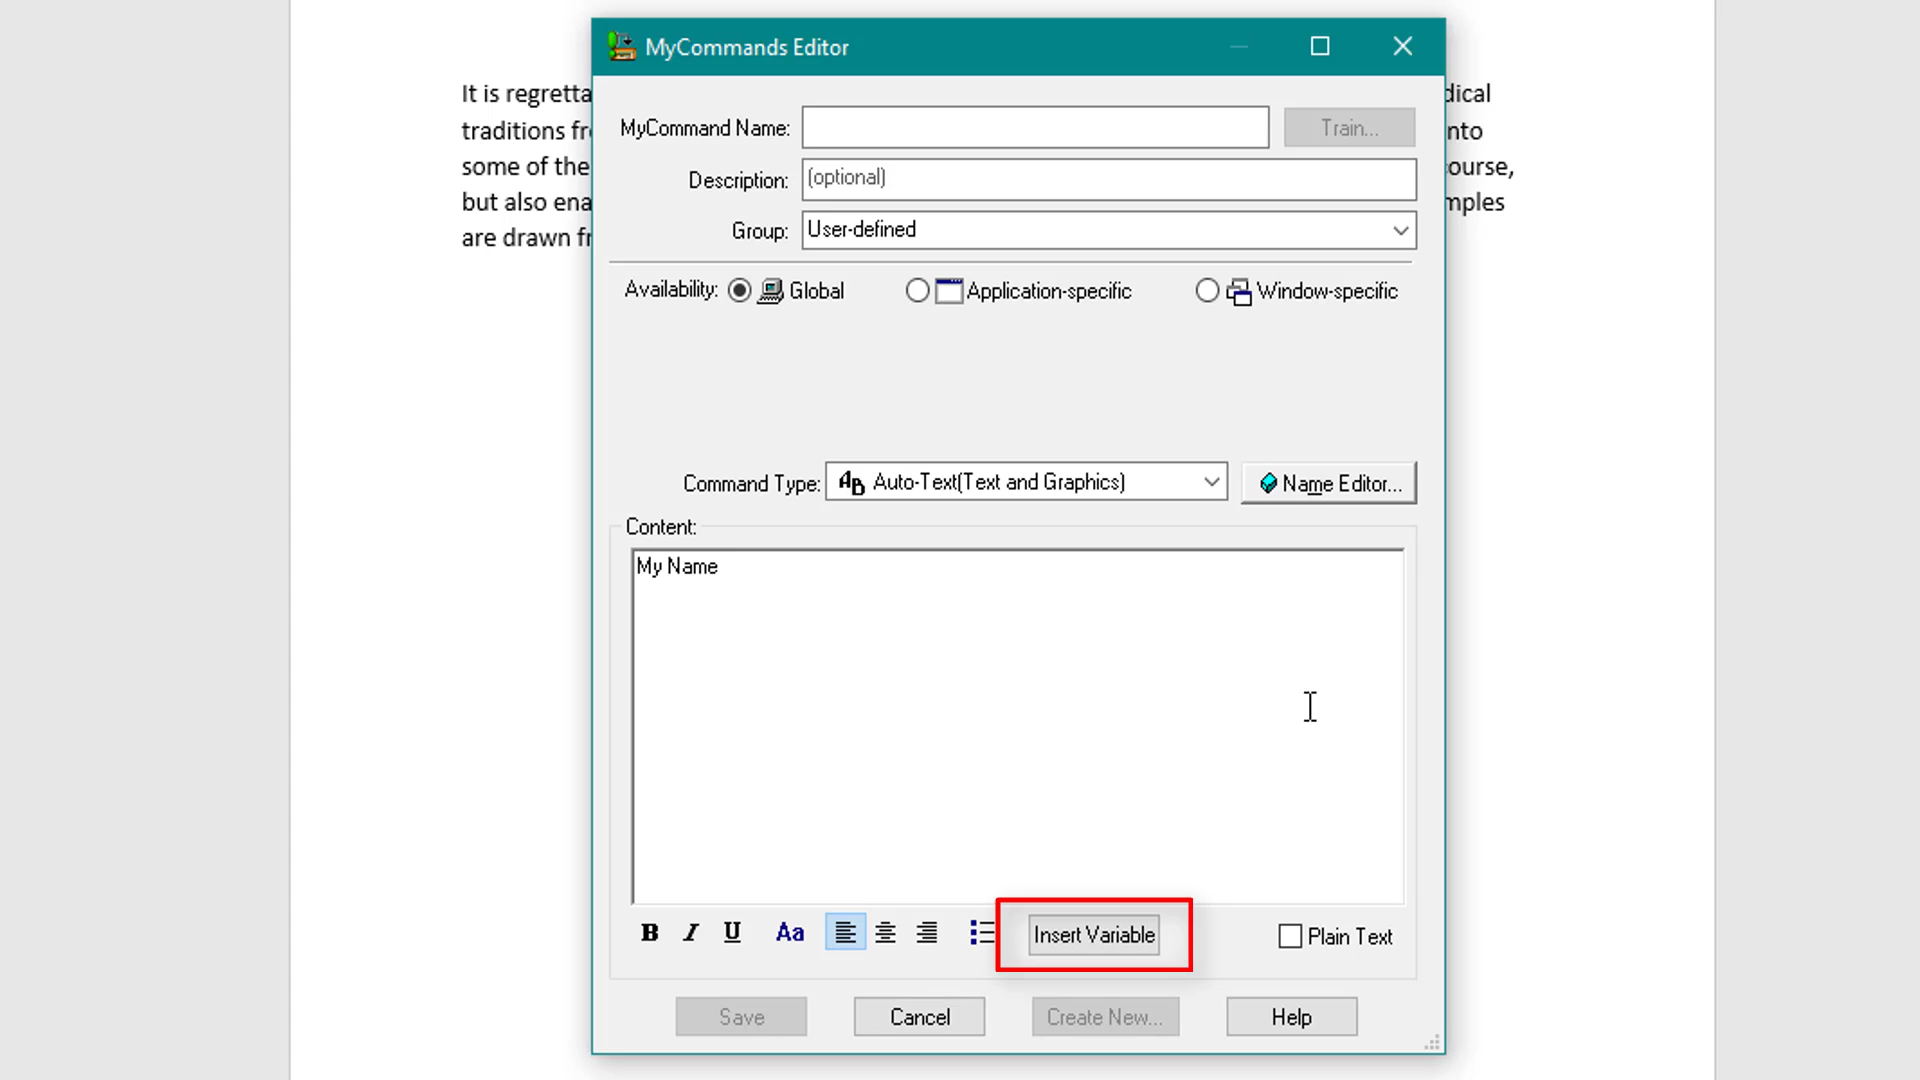 MyCommands Editor
It is regretta
dical
MyCommand Name:
Train...
traditions fr
nto
some of the
Description:
(optional)
ourse,
but also ena
mples
Group:
User-defined
are drawn fr
Availability:
Global
Application-specific
Window-specific
Command Type:
AB Auto-Text(Text and Graphics)
Name Editor...
Content:
My Name
B I U Aa
Insert Variable
Plain Text
Save
Cancel
Create New...
Help